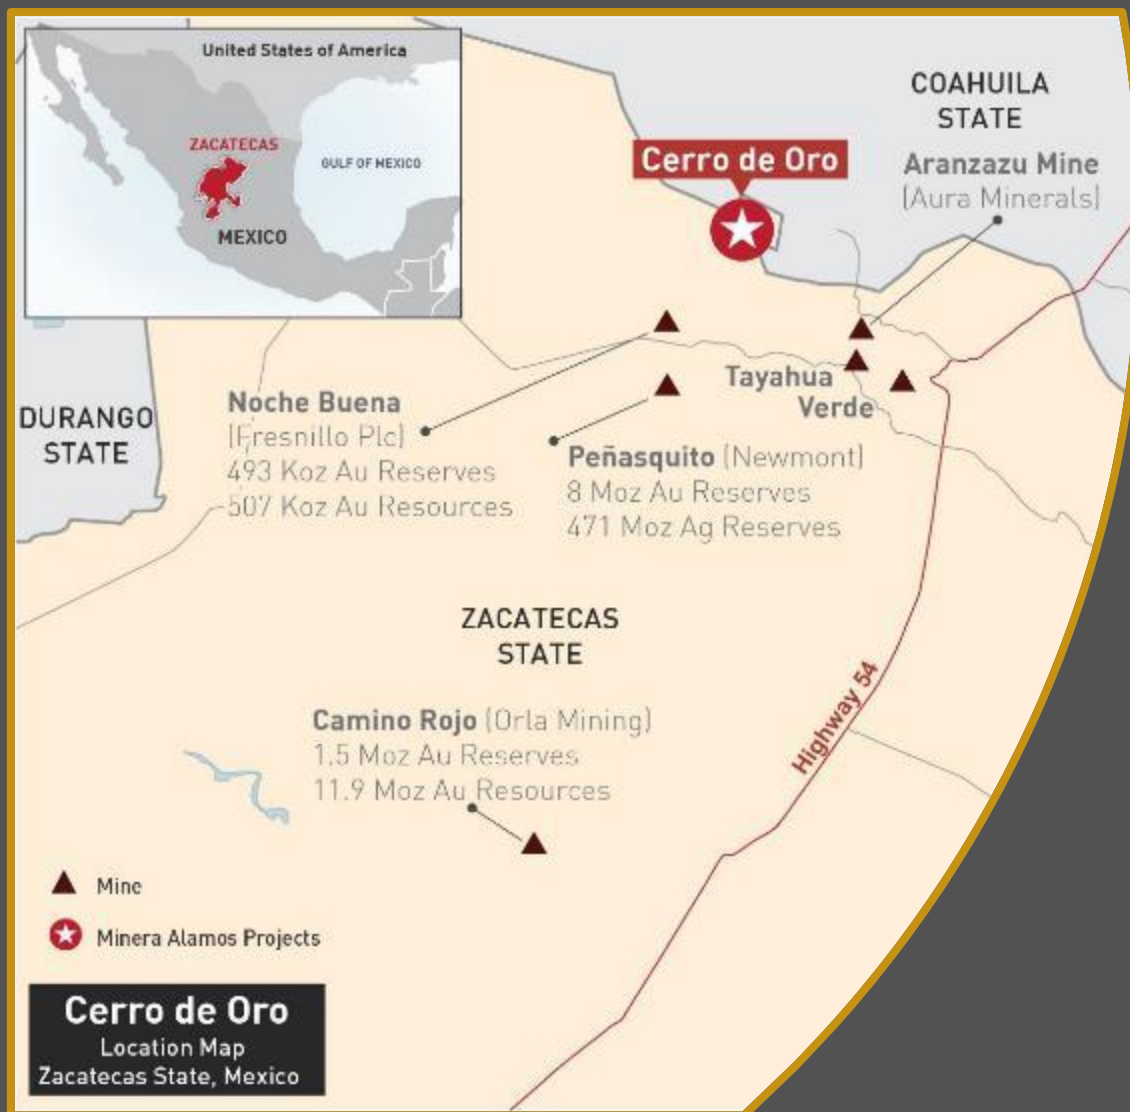 United States of America
ZACATECAS
GULF OF MEXICO
MEXICO
COAHUILA
STATE
Cerro de Oro
Aranzazu Mine
(Aura Minerals)
DURANGO
STATE
Noche Buena
(Fresnillo Plc)
493 Koz Au Reserves
507 Koz Au Resources
Tayahua
Verde
Peñasquito (Newmont)
8 Moz Au Reserves
471 Moz Ag Reserves
ZACATECAS
STATE
Camino Rojo (Orla Mining)
1.5 Moz Au Reserves
11.9 Moz Au Resources
Highway 54
Mine
Minera Alamos Projects
Cerro de Oro
Location Map
Zacatecas State, Mexico